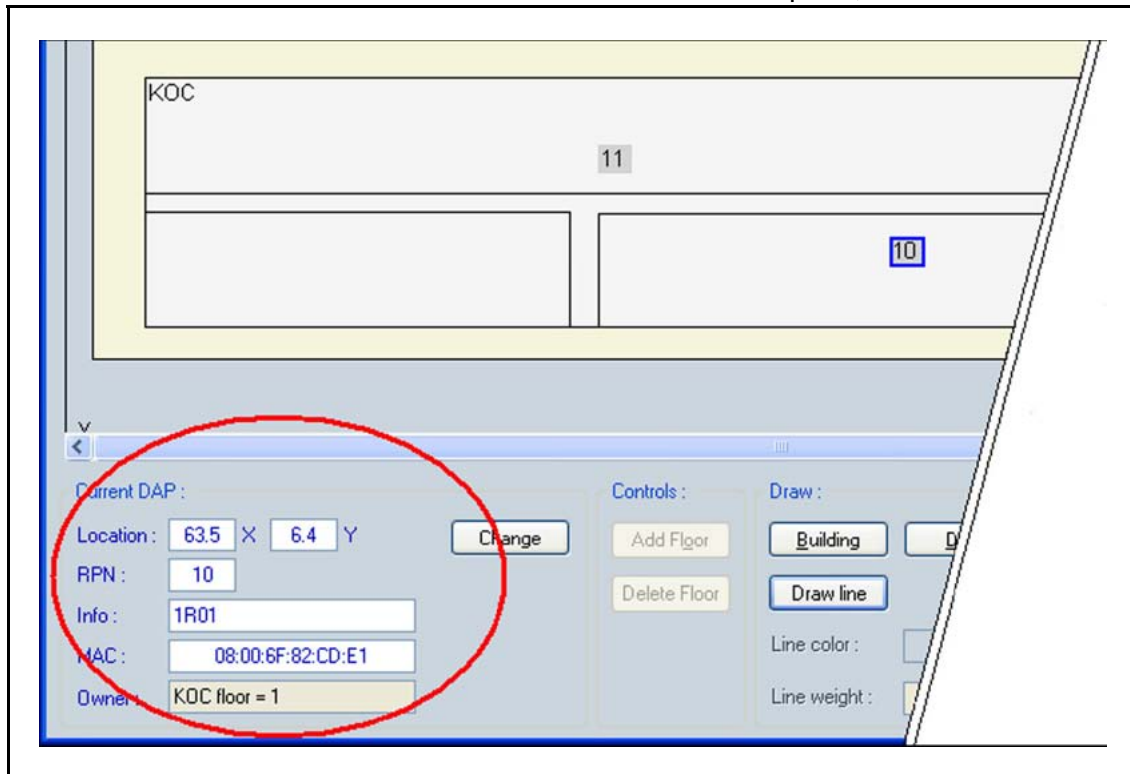 KOC
11
10
Y
Current DAP :
Location : 63.5 X 6.4 Y Change
RPN : 10
Info : 1R01
MAC : 08:00:6F:82:CD:E1
Owner : KOC floor = 1
Controls :
Add Floor
Delete Floor
Draw :
Building D
Draw line
Line color :
Line weight :